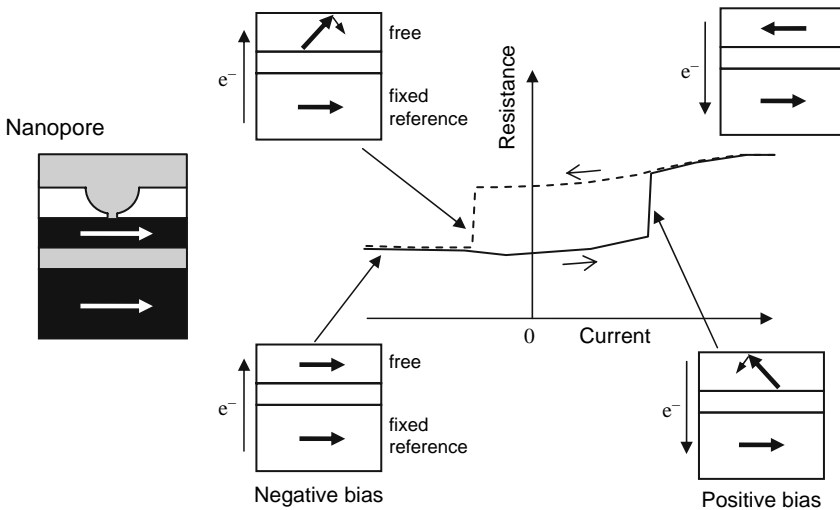 Nanopore
e⁻
free
fixed
reference
Resistance
e⁻
0
Current
e⁻
free
fixed
reference
Negative bias
e⁻
Positive bias